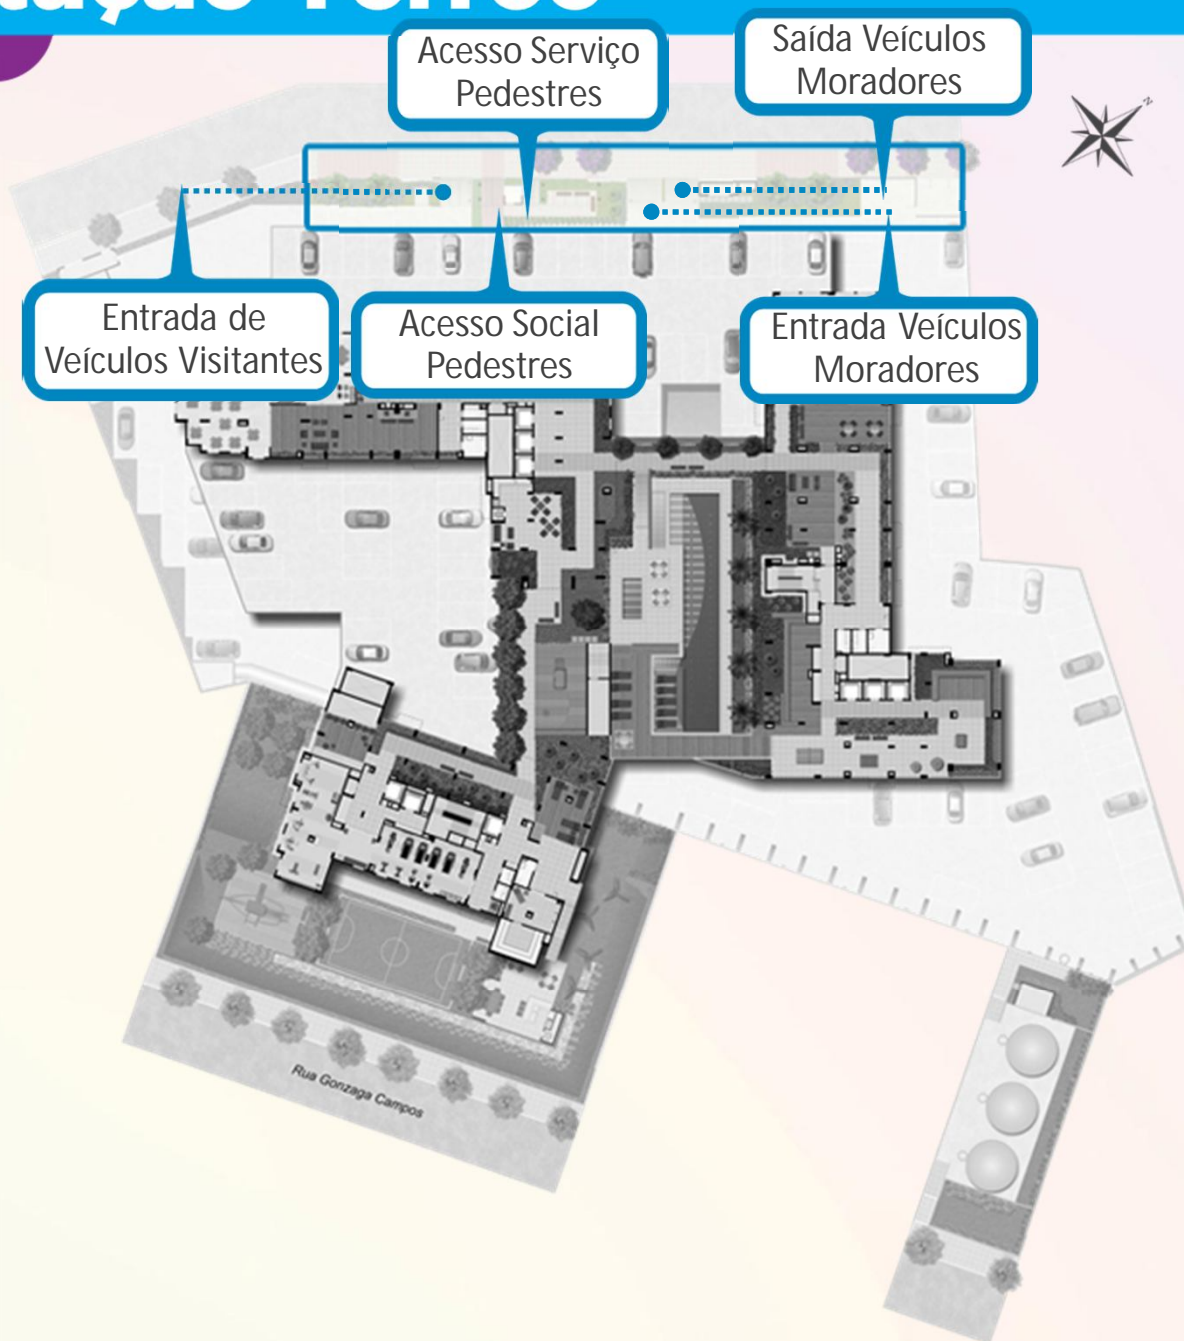 Acesso Serviço
Pedestres
Saída Veículos
Moradores
Entrada de
Veículos Visitantes
Acesso Social
Pedestres
Entrada Veículos
Moradores
Rua Gonzaga Campos